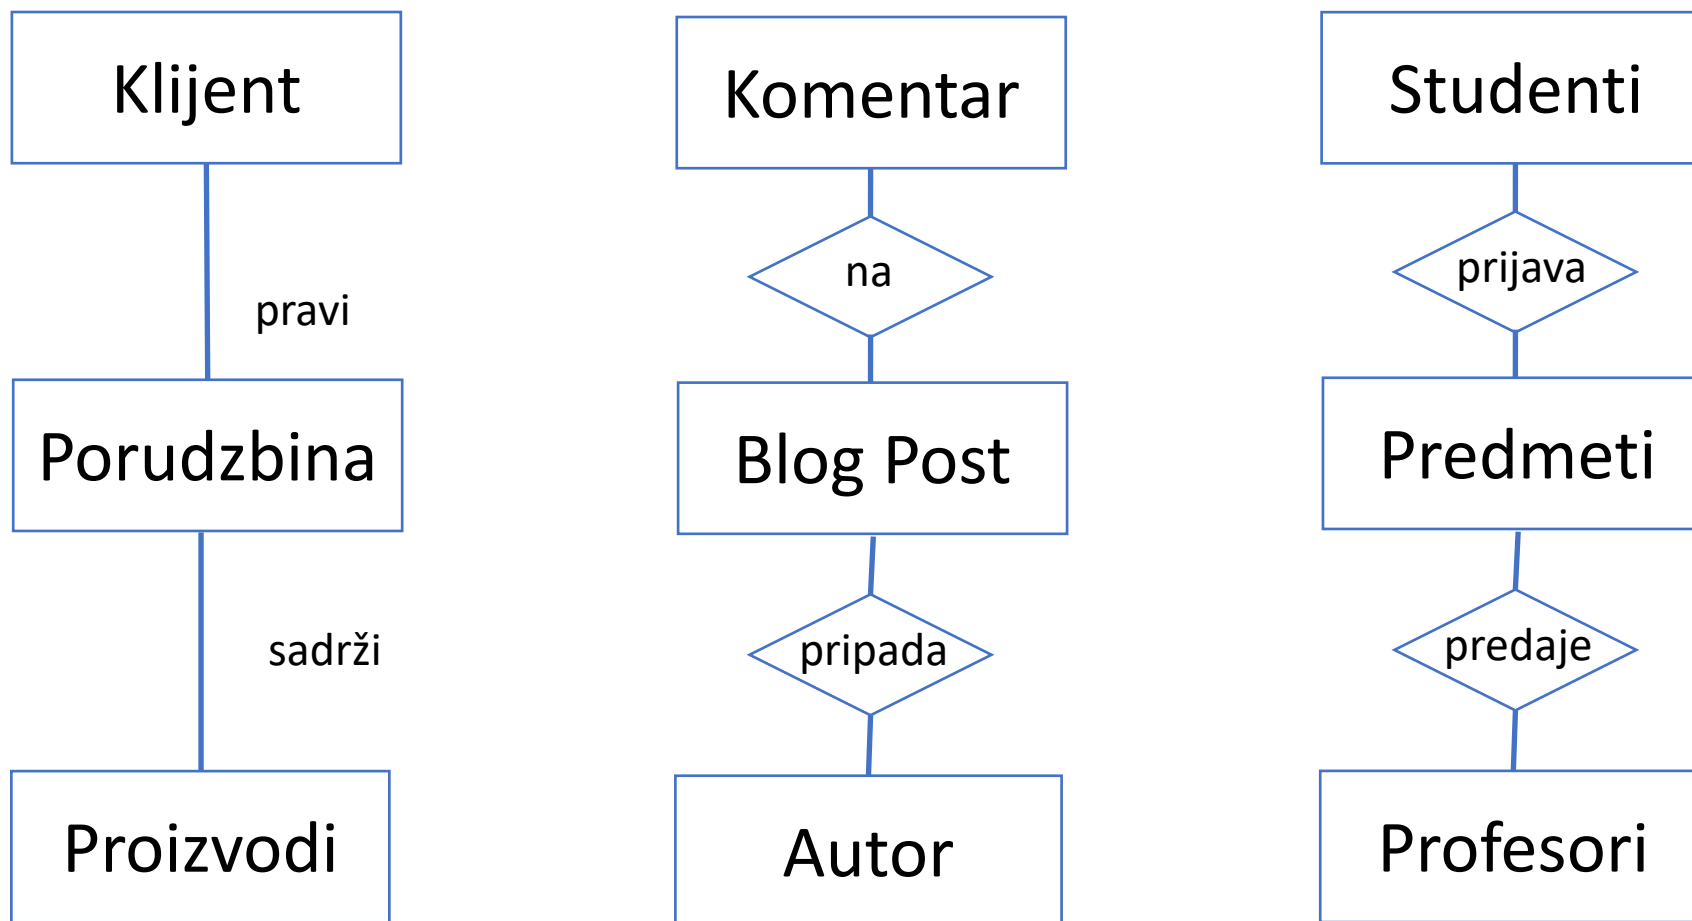 Klijent
pravi
Porudzbina
sadrži
Proizvodi
Komentar
na
Blog Post
pripada
Autor
Studenti
prijava
Predmeti
predaje
Profesori